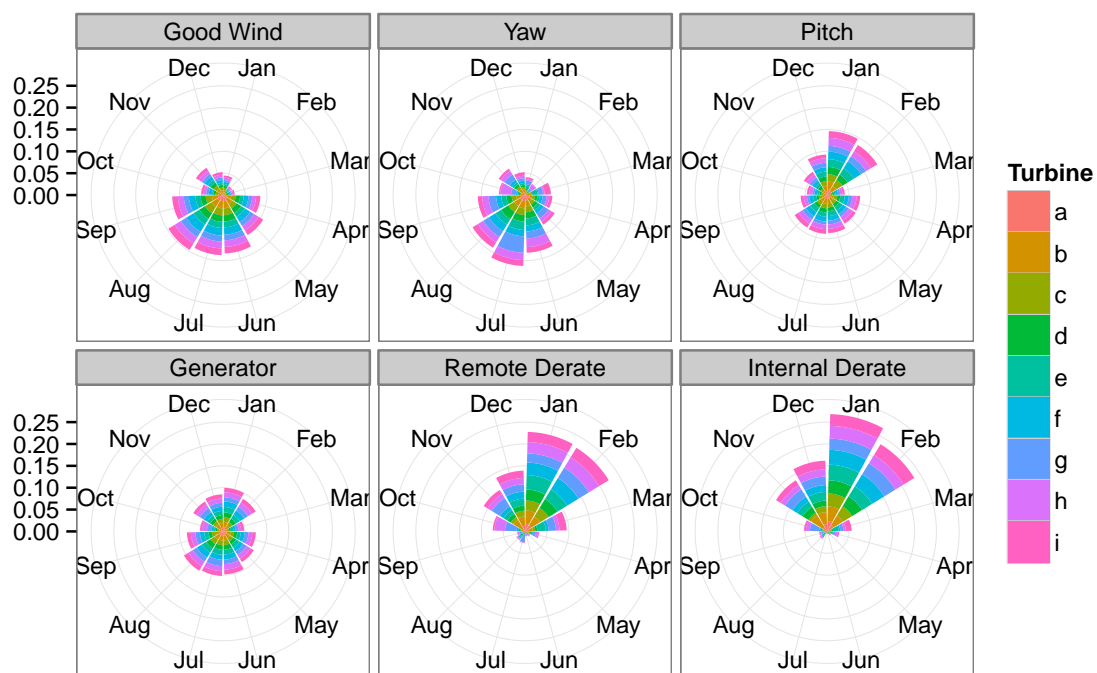 Good Wind
Yaw
Pitch
Dec Jan
Nov Feb
Oct Mar
Sep Apr
Aug May
Jul Jun
Dec Jan
Nov Feb
Oct Mar
Sep Apr
Aug May
Jul Jun
Dec Jan
Nov Feb
Oct Mar
Sep Apr
Aug May
Jul Jun
0.25
0.20
0.15
0.10
0.05
0.00
Generator
Remote Derate
Internal Derate
Dec Jan
Nov Feb
Oct Mar
Sep Apr
Aug May
Jul Jun
Dec Jan
Nov Feb
Oct Mar
Sep Apr
Aug May
Jul Jun
Dec Jan
Nov Feb
Oct Mar
Sep Apr
Aug May
Jul Jun
0.25
0.20
0.15
0.10
0.05
0.00
Turbine
a
b
c
d
e
f
g
h
i